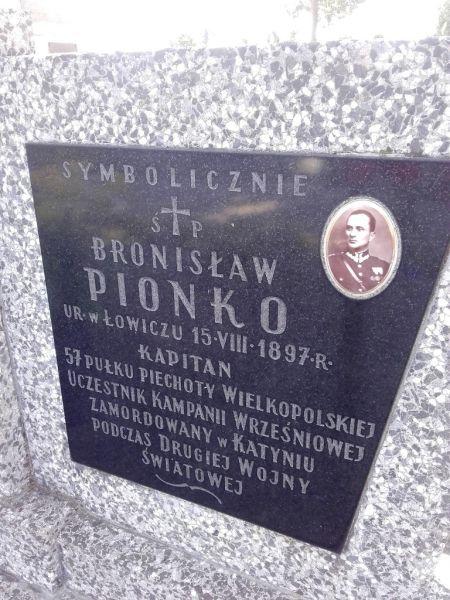 SYMBOLICZNIE
Ś P
BRONISŁAW
PIONKO
UR. W ŁOWICZU 15·VIII·1897·R.
KAPITAN
57 PUŁKU PIECHOTY WIELKOPOLSKIEJ
UCZESTNIK KAMPANII WRZEŚNIOWEJ
ZAMORDOWANY W KATYNIU
PODCZAS DRUGIEJ WOJNY
ŚWIATOWEJ